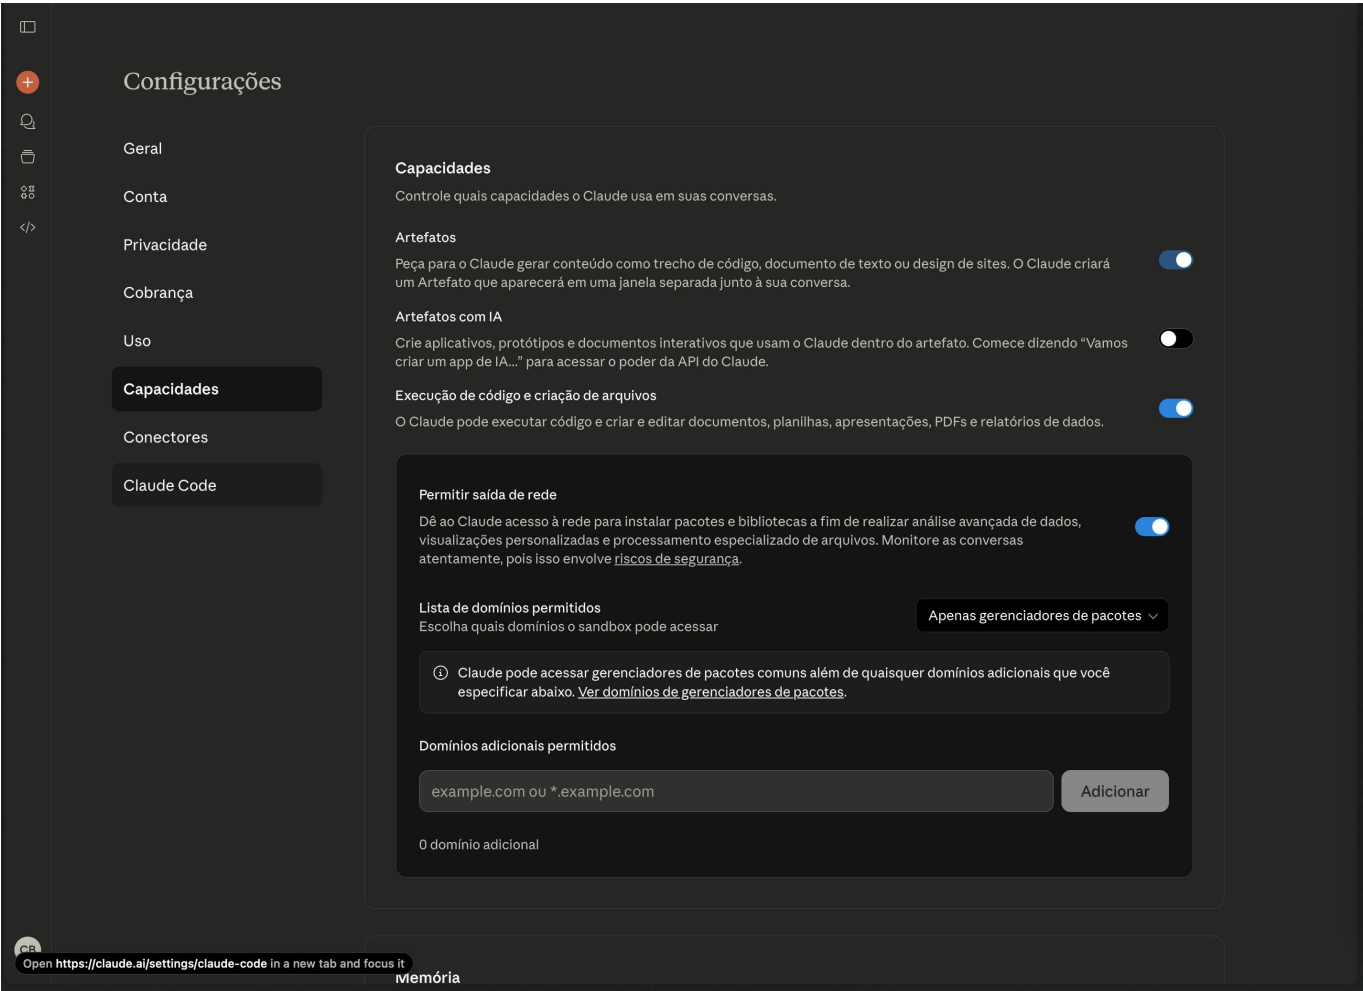 Configurações
Geral
Conta
Privacidade
Cobrança
Uso
Capacidades
Conectores
Claude Code
Capacidades
Controle quais capacidades o Claude usa em suas conversas.
Artefatos
Peça para o Claude gerar conteúdo como trecho de código, documento de texto ou design de sites. O Claude criará
um Artefato que aparecerá em uma janela separada junto à sua conversa.
Artefatos com IA
Crie aplicativos, protótipos e documentos interativos que usam o Claude dentro do artefato. Comece dizendo “Vamos
criar um app de IA...” para acessar o poder da API do Claude.
Execução de código e criação de arquivos
O Claude pode executar código e criar e editar documentos, planilhas, apresentações, PDFs e relatórios de dados.
Permitir saída de rede
Dê ao Claude acesso à rede para instalar pacotes e bibliotecas a fim de realizar análise avançada de dados,
visualizações personalizadas e processamento especializado de arquivos. Monitore as conversas
atentamente, pois isso envolve riscos de segurança.
Lista de domínios permitidos
Escolha quais domínios o sandbox pode acessar
Apenas gerenciadores de pacotes
Claude pode acessar gerenciadores de pacotes comuns além de quaisquer domínios adicionais que você
especificar abaixo. Ver domínios de gerenciadores de pacotes.
Domínios adicionais permitidos
example.com ou *.example.com
Adicionar
0 domínio adicional
CB
Open https://claude.ai/settings/claude-code in a new tab and focus it
Memória